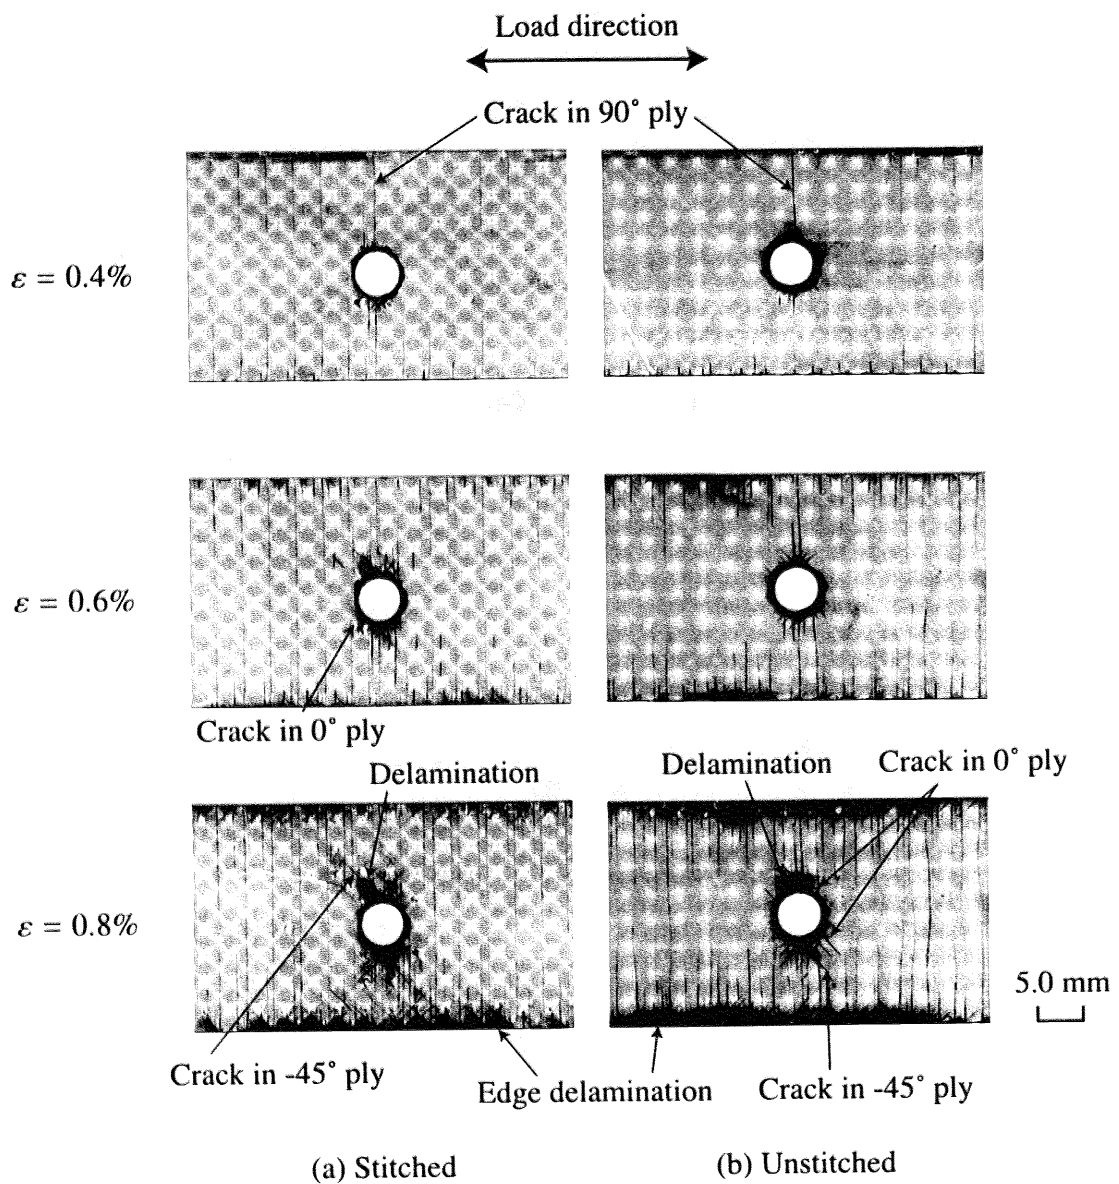 Load direction
Crack in 90° ply
ε = 0.4%
ε = 0.6%
Crack in 0° ply
Delamination
Delamination
Crack in 0° ply
ε = 0.8%
5.0 mm
Crack in -45° ply
Edge delamination
Crack in -45° ply
(a) Stitched
(b) Unstitched